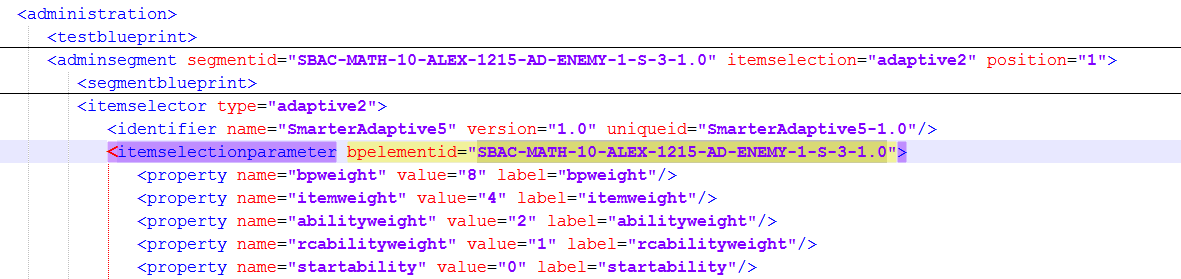 <administration>
<testblueprint>
<adminsegment segmentid="SBAC-MATH-10-ALEX-1215-AD-ENEMY-1-S-3-1.0" itemselection="adaptive2" position="1">
<segmentblueprint>
<itemselector type="adaptive2">
<identifier name="SmarterAdaptive5" version="1.0" uniqueid="SmarterAdaptive5-1.0"/>
<itemselectionparameter bpelementid="SBAC-MATH-10-ALEX-1215-AD-ENEMY-1-S-3-1.0">
<property name="bpweight" value="8" label="bpweight"/>
<property name="itemweight" value="4" label="itemweight"/>
<property name="abilityweight" value="2" label="abilityweight"/>
<property name="rcabilityweight" value="1" label="rcabilityweight"/>
<property name="startability" value="0" label="startability"/>